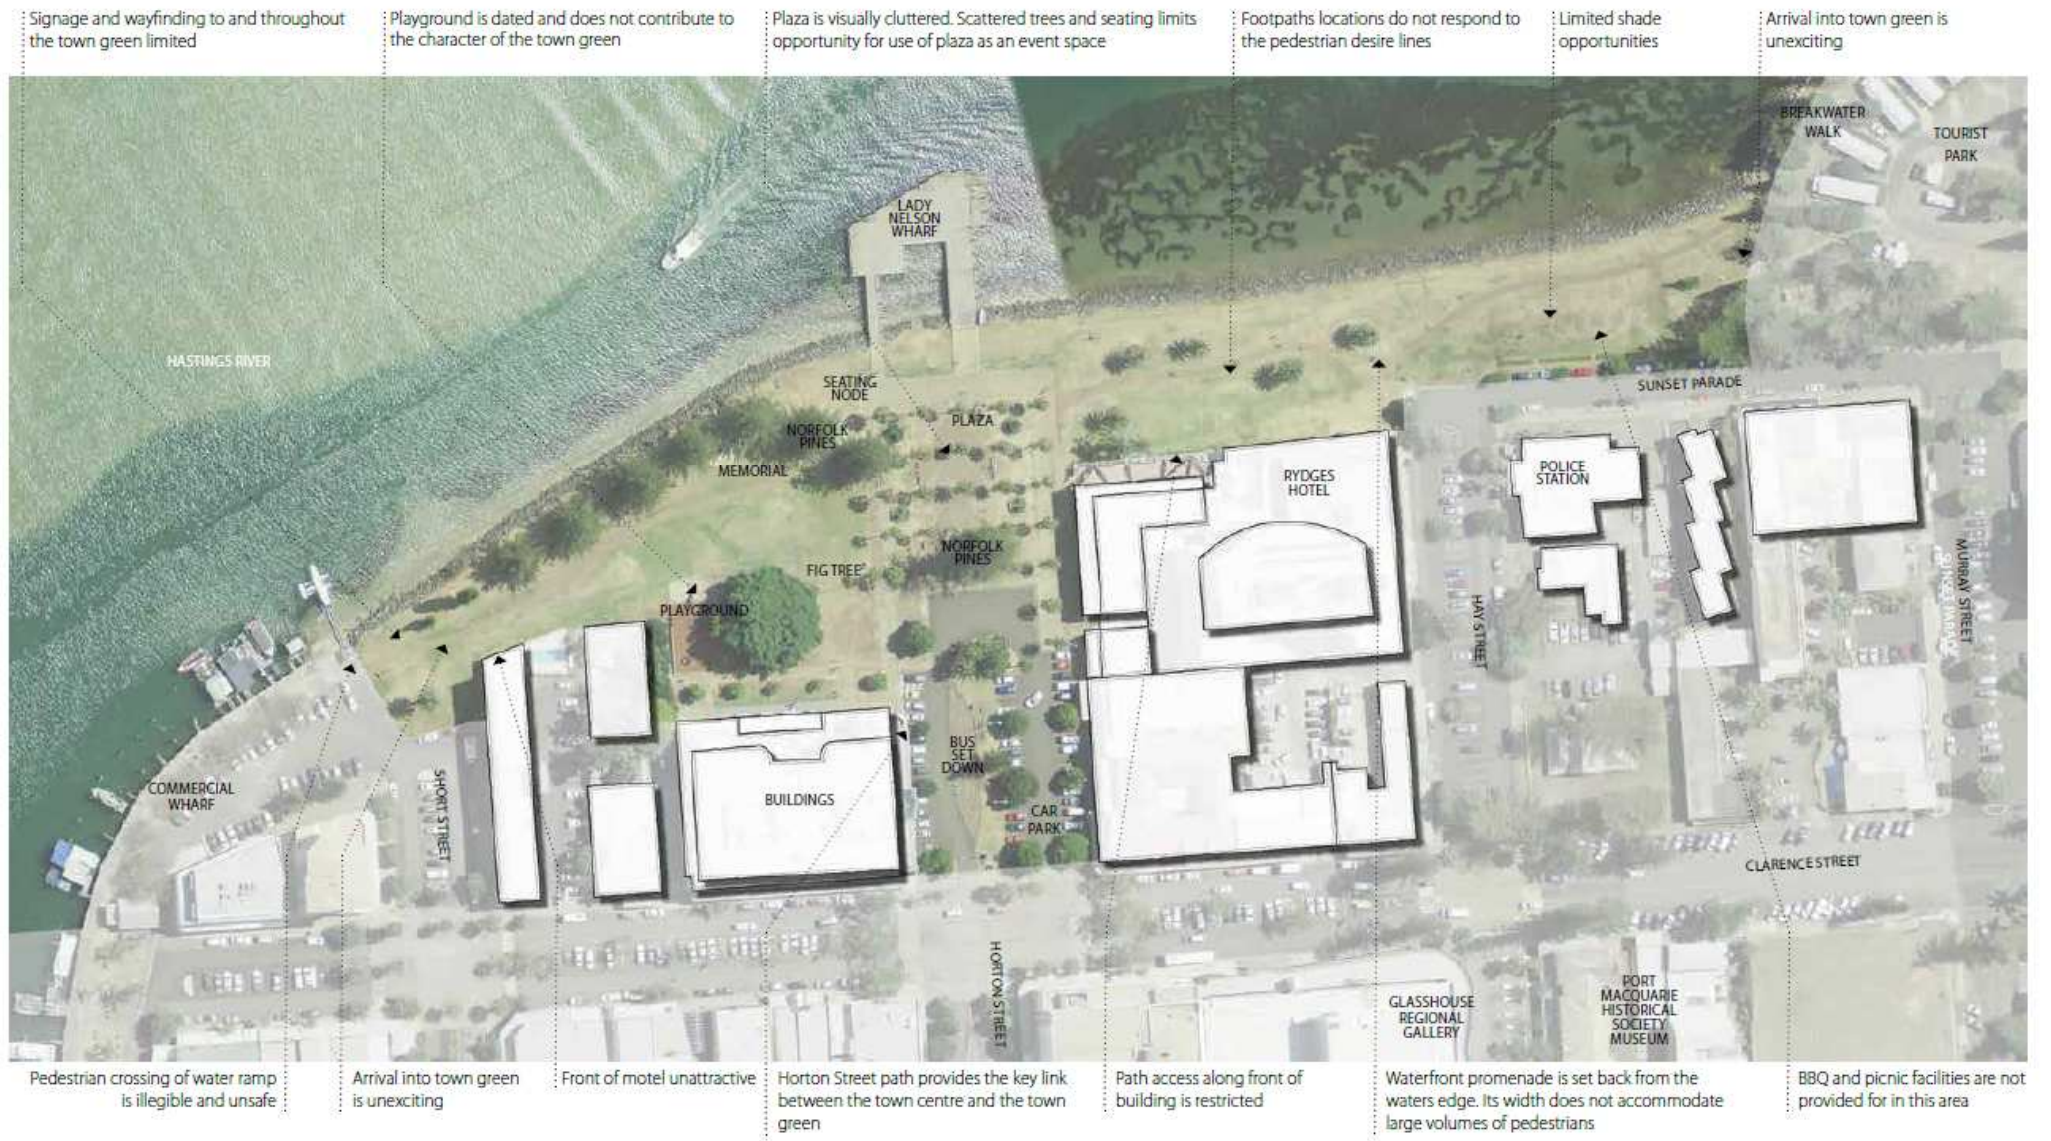 Signage and wayfinding to and throughout
the town green limited
Playground is dated and does not contribute to
the character of the town green
Plaza is visually cluttered. Scattered trees and seating limits
opportunity for use of plaza as an event space
Footpaths locations do not respond to
the pedestrian desire lines
Limited shade
opportunities
Arrival into town green is
unexciting
BREAKWATER
WALK
TOURIST
PARK
LADY
NELSON
WHARF
HASTINGS RIVER
SEATING
NODE
SUNSET PARADE
NORFOLK
PINES
PLAZA
MEMORIAL
RYDGES
HOTEL
POLICE
STATION
NORFOLK
PINES
FIG TREE
PLAYGROUND
HAY STREET
MURRAY STREET
BUS
SET
DOWN
COMMERCIAL
WHARF
SHORT STREET
BUILDINGS
CAR
PARK
CLARENCE STREET
HORTON STREET
GLASSHOUSE
REGIONAL
GALLERY
PORT
MACQUARIE
HISTORICAL
SOCIETY
MUSEUM
Pedestrian crossing of water ramp
is illegible and unsafe
Arrival into town green
is unexciting
Front of motel unattractive
Horton Street path provides the key link
between the town centre and the town
green
Path access along front of
building is restricted
Waterfront promenade is set back from the
waters edge. Its width does not accommodate
large volumes of pedestrians
BBQ and picnic facilities are not
provided for in this area